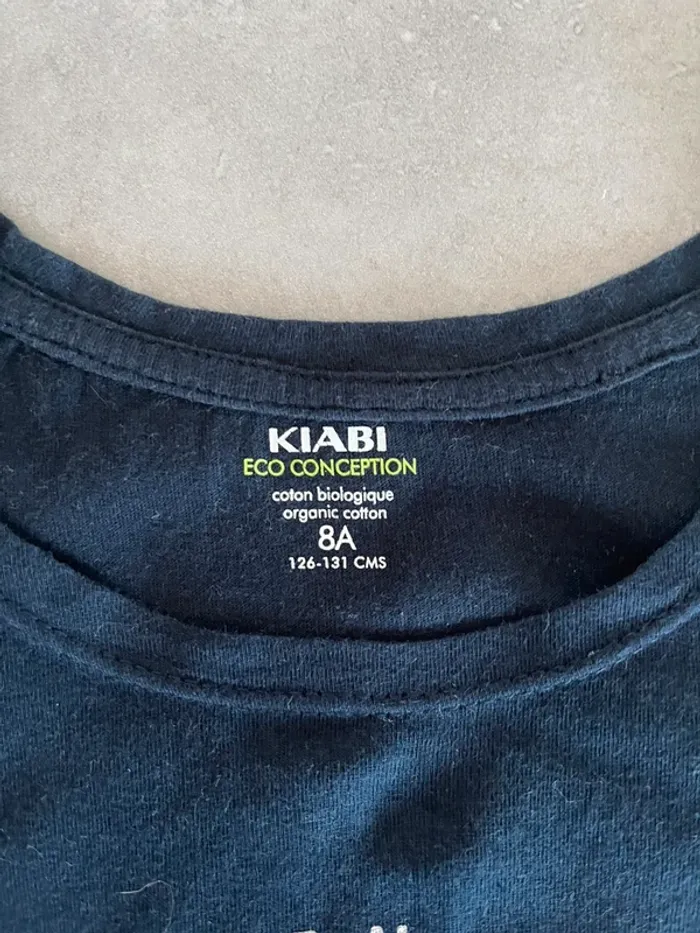 KIABI
ECO CONCEPTION
coton biologique
organic cotton
8A
126-131 CMS